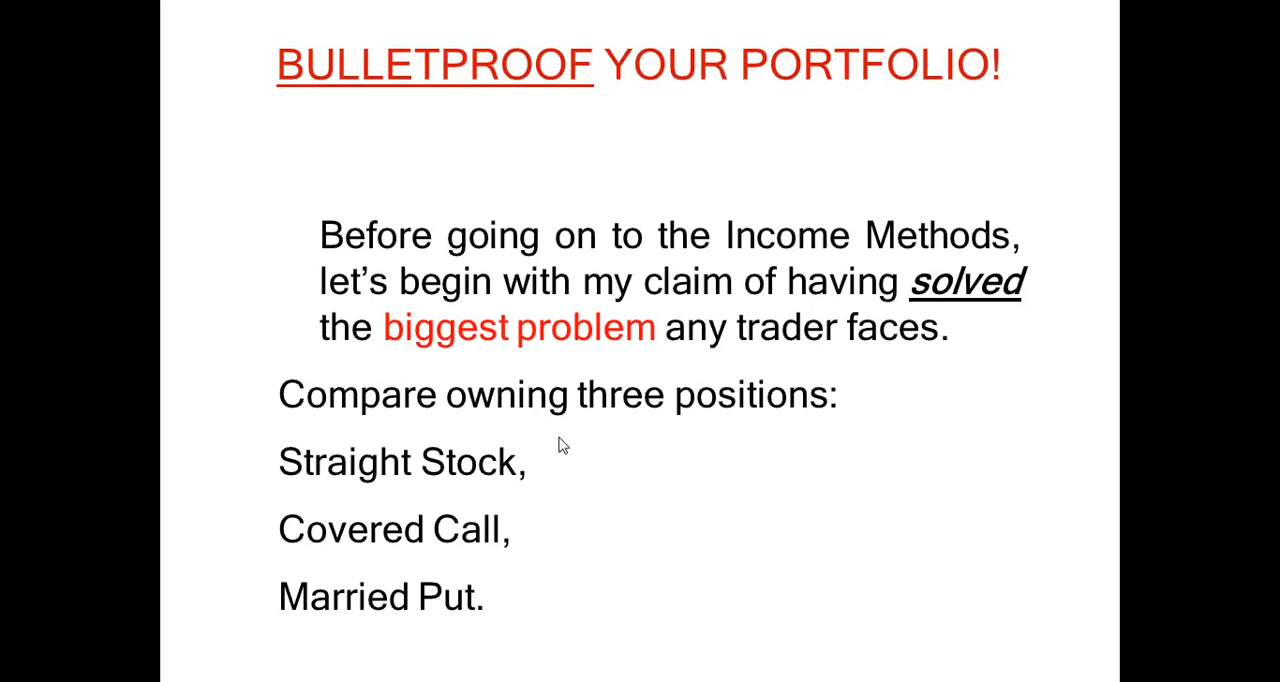 BULLETPROOF YOUR PORTFOLIO!
Before going on to the Income Methods,
let’s begin with my claim of having solved
the biggest problem any trader faces.
Compare owning three positions:
Straight Stock,
Covered Call,
Married Put.